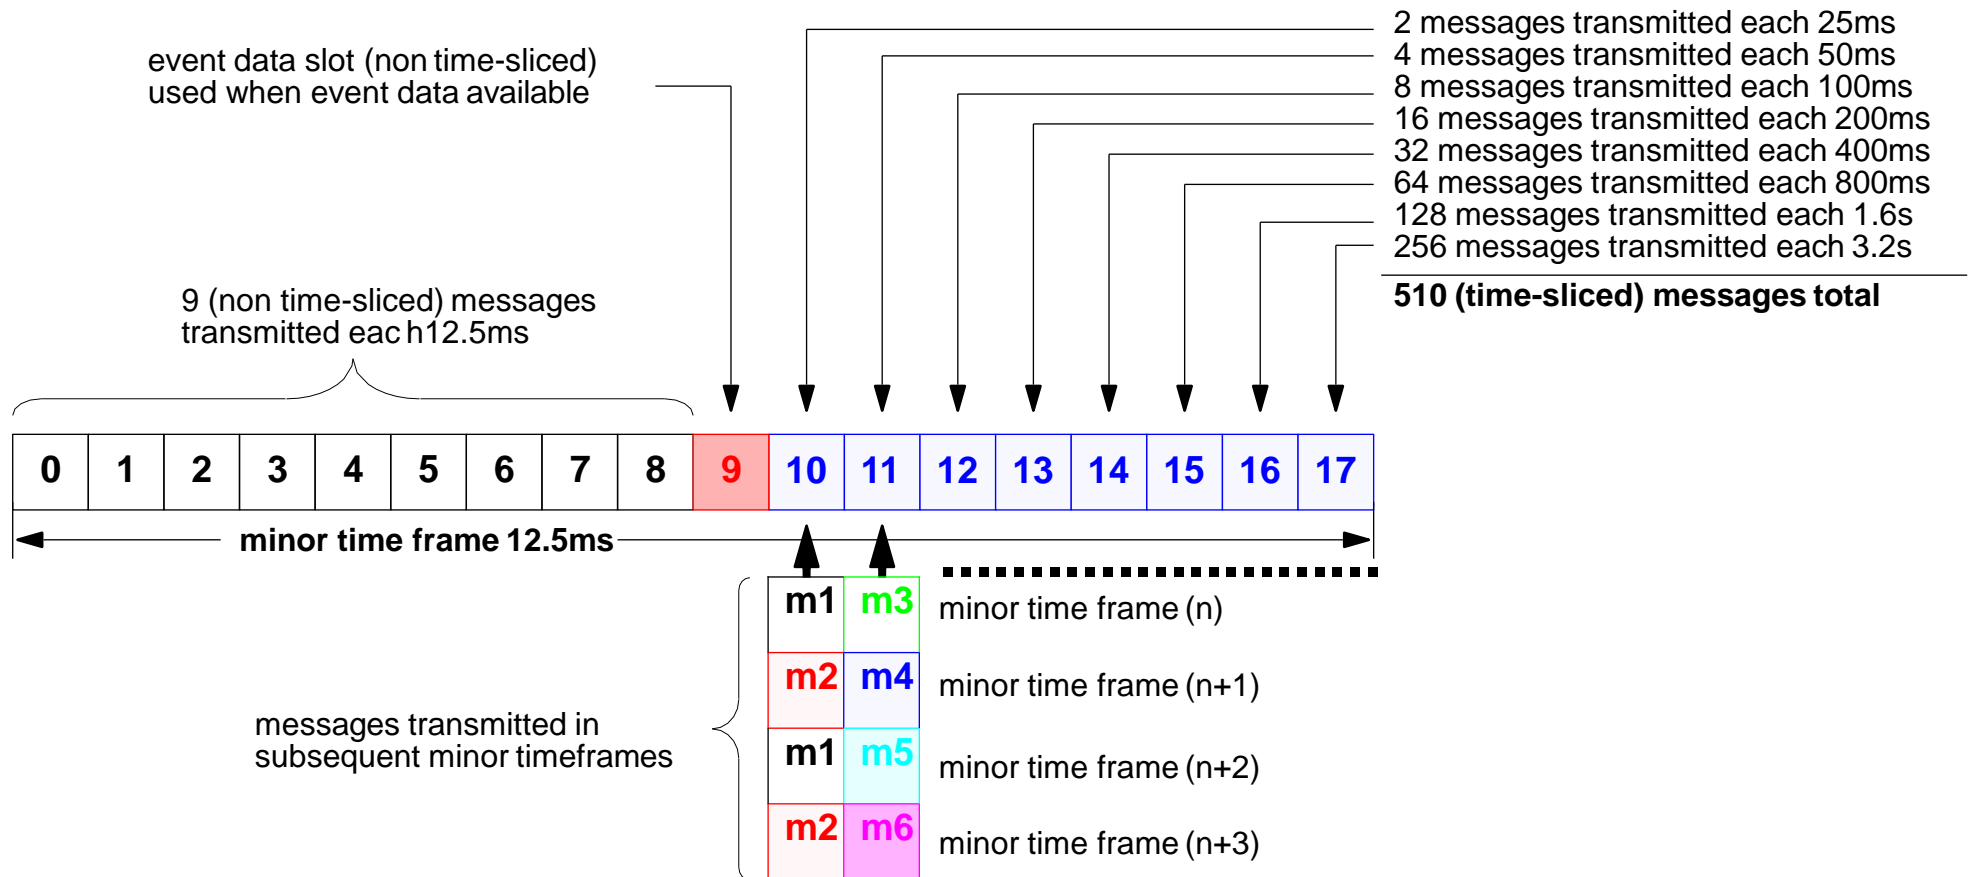 2 messages transmitted each 25ms
4 messages transmitted each 50ms
8 messages transmitted each 100ms
16 messages transmitted each 200ms
32 messages transmitted each 400ms
64 messages transmitted each 800ms
128 messages transmitted each 1.6s
256 messages transmitted each 3.2s
510 (time-sliced) messages total
event data slot (non time-sliced)
used when event data available
9 (non time-sliced) messages
transmitted eac h12.5ms
0 1 2 3 4 5 6 7 8 9 10 11 12 13 14 15 16 17
minor time frame 12.5ms
m1 m3 minor time frame (n)
m2 m4 minor time frame (n+1)
m1 m5 minor time frame (n+2)
m2 m6 minor time frame (n+3)
messages transmitted in
subsequent minor timeframes